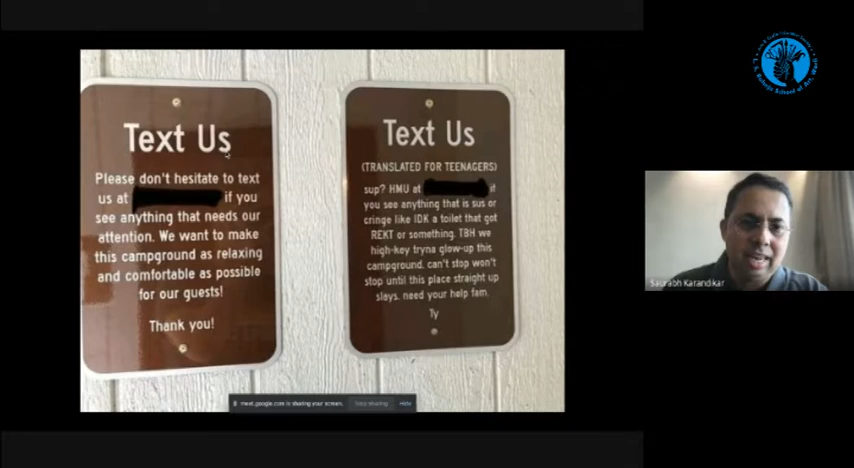 Text Us
Please don't hesitate to text
us at
if you
see anything that needs our
attention. We want to make
this campground as relaxing
and comfortable as possible
for our guests!
Thank you!
Text Us
(TRANSLATED FOR TEENAGERS)
sup? HMU at
if
you see anything that is sus or
cringe like IDK a toilet that got
REKT or something. TBH we
high-key tryna glow-up this
campground. can't stop won't
stop until this place straight up
slays. need your help fam.
Ty
meet.google.com is sharing your screen.
Stop sharing
Hide
Saurabh Karandikar
School of Art,